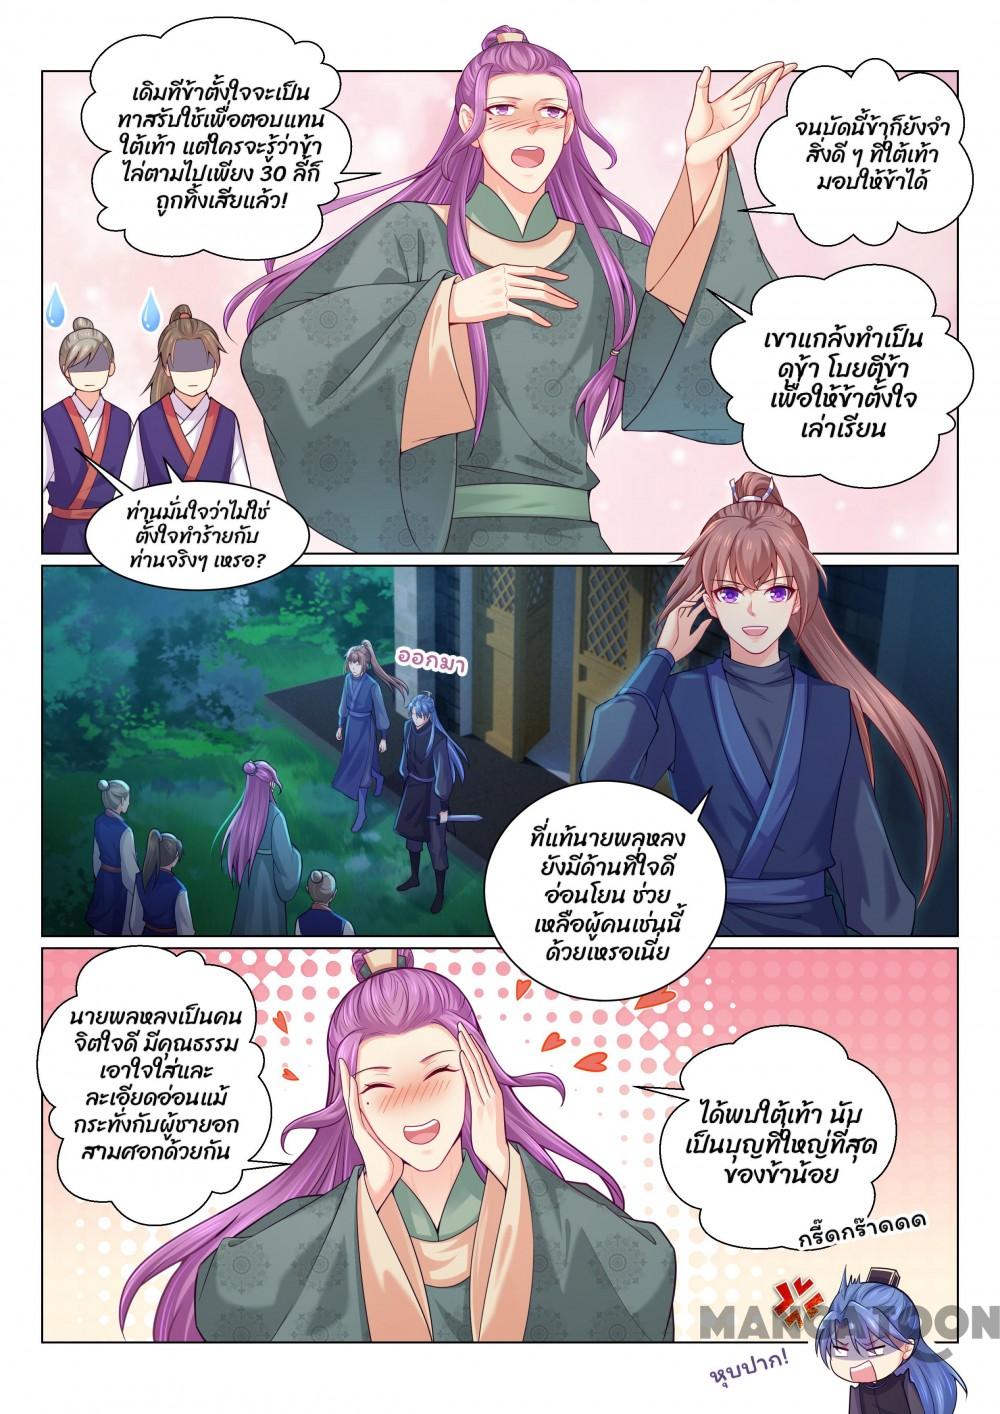 เดิมทีข้าตั้งใจจะเป็น
ทาสรับใช้เพื่อตอบแทน
ใต้เท้า แต่ใครจะรู้ว่าข้า
ไล่ตามไปเพียง 30 ลี้ก็
ถูกทิ้งเสียแล้ว!
จนบัดนี้ข้าก็ยังจำ
สิ่งดี ๆ ที่ใต้เท้า
มอบให้ข้าได้
เขาแกล้งทำเป็น
ดุข้า โบยตีข้า
เพื่อให้ข้าตั้งใจ
เล่าเรียน
ท่านมั่นใจว่าไม่ใช่
ตั้งใจทำร้ายกับ
ท่านจริงๆ เหรอ?
ออกมา
ที่แท้นายพลหลง
ยังมีด้านที่ใจดี
อ่อนโยน ช่วย
เหลือผู้คนเช่นนี้
ด้วยเหรอเนี่ย
นายพลหลงเป็นคน
จิตใจดี มีคุณธรรม
เอาใจใส่และ
ละเอียดอ่อนแม้
กระทั่งกับผู้ชายอก
สามศอกด้วยกัน
ได้พบใต้เท้า นับ
เป็นบุญที่ใหญ่ที่สุด
ของข้าน้อย
กรี๊ดกร๊าดดด
MANGATOON
หุบปาก!